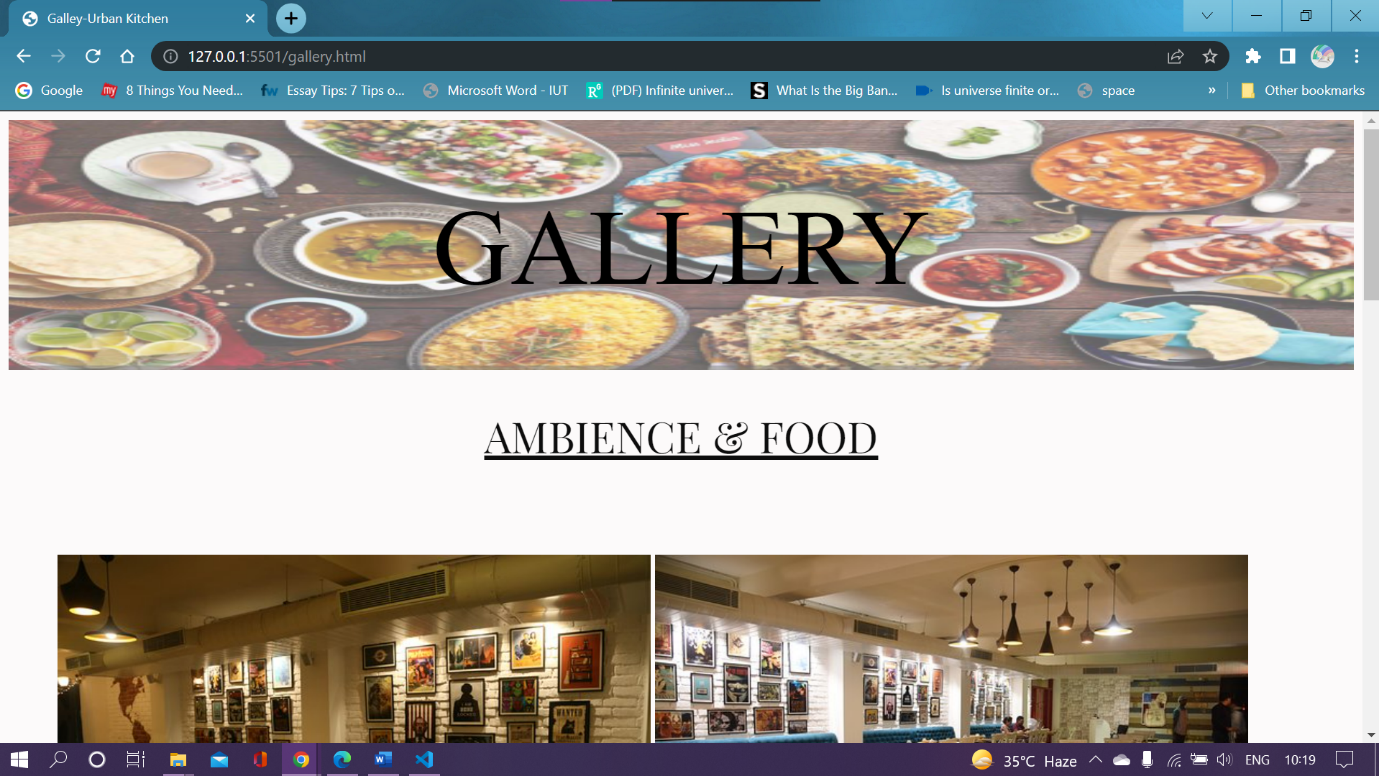 Galley-Urban Kitchen
127.0.0.1:5501/gallery.html
Google
8 Things You Need...
Essay Tips: 7 Tips o...
Microsoft Word - IUT
(PDF) Infinite univer...
What Is the Big Ban...
Is universe finite or...
space
»
Other bookmarks
GALLERY
AMBIENCE & FOOD
WANTED
35°C Haze
ENG
10:19